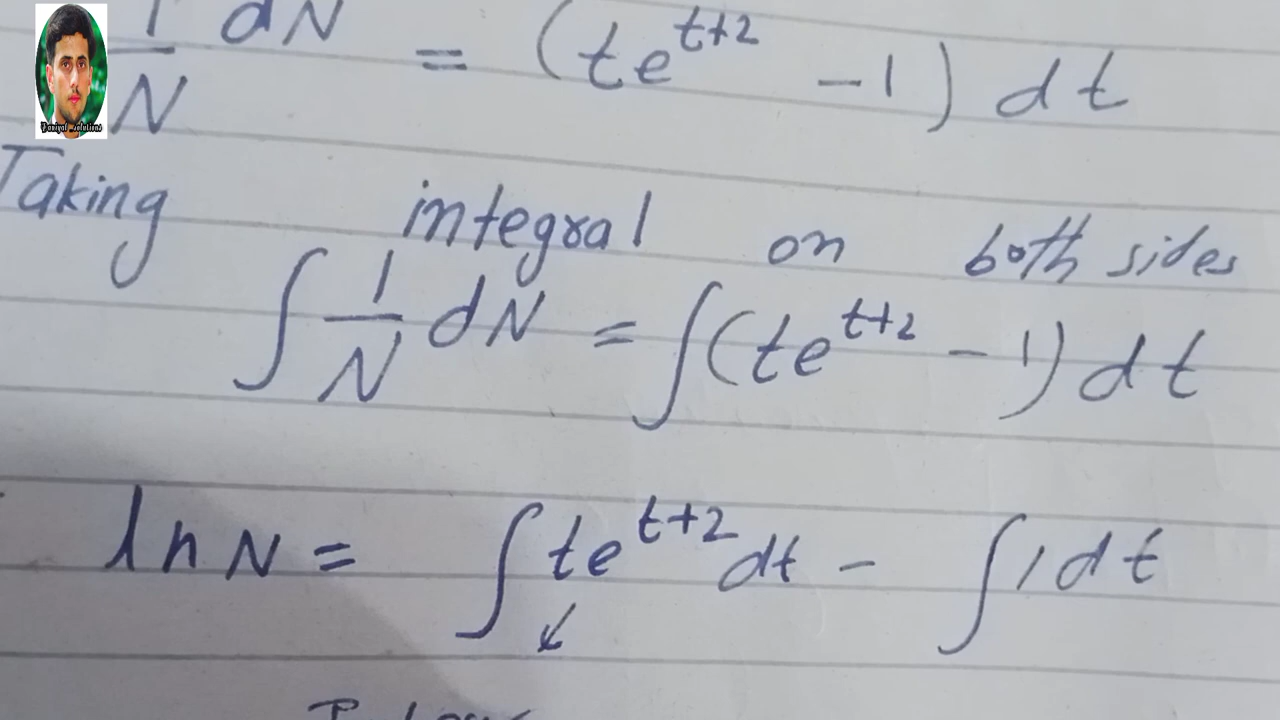 1/N dN = (te^{t+2} - 1) dt
Taking integral on both sides
∫ 1/N dN = ∫(te^{t+2} - 1) dt
ln N = ∫ te^{t+2} dt - ∫ 1 dt
↙